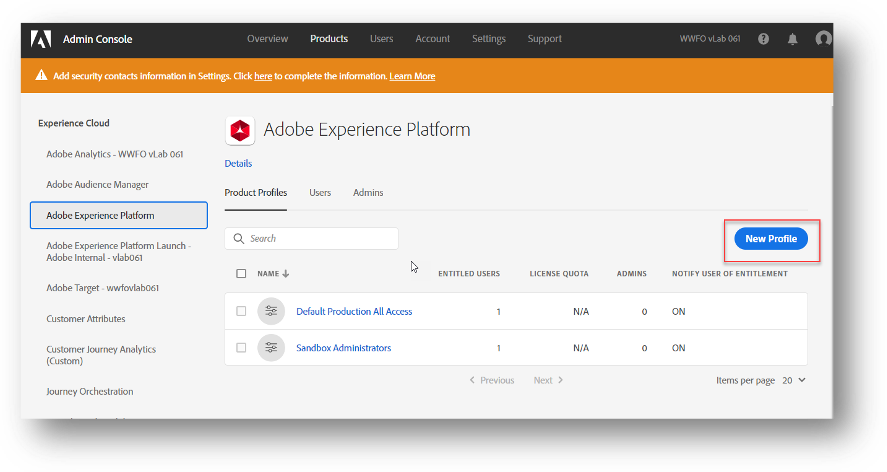 Admin Console
Overview Products Users Account Settings Support
WWFO vLab 061
Add security contacts information in Settings. Click here to complete the information. Learn More
Experience Cloud
Adobe Analytics - WWFO vLab 061
Adobe Audience Manager
Adobe Experience Platform
Adobe Experience Platform Launch -
Adobe Internal - vlab061
Adobe Target - wwfovlab061
Customer Attributes
Customer Journey Analytics
(Custom)
Journey Orchestration
Adobe Experience Platform
Details
Product Profiles Users Admins
Search
New Profile
NAME ENTITLED USERS LICENSE QUOTA ADMINS NOTIFY USER OF ENTITLEMENT
Default Production All Access 1 N/A 0 ON
Sandbox Administrators 1 N/A 0 ON
Previous Next Items per page 20